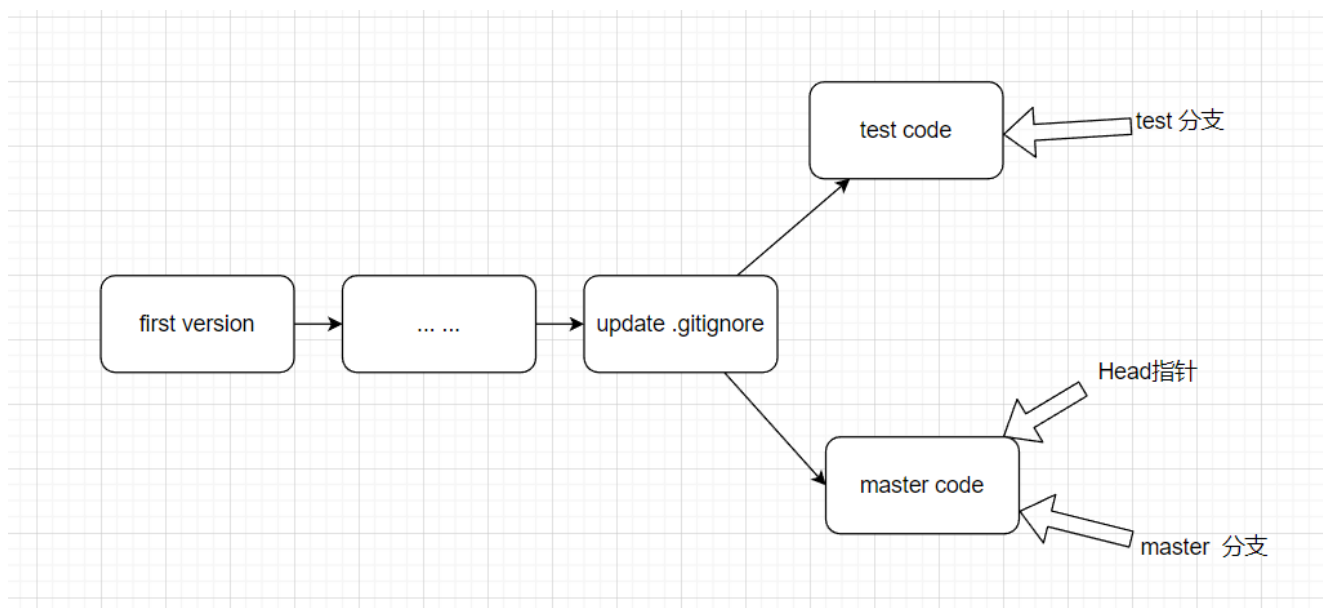 test code
test 分支
first version
... ...
update .gitignore
Head指针
master code
master 分支